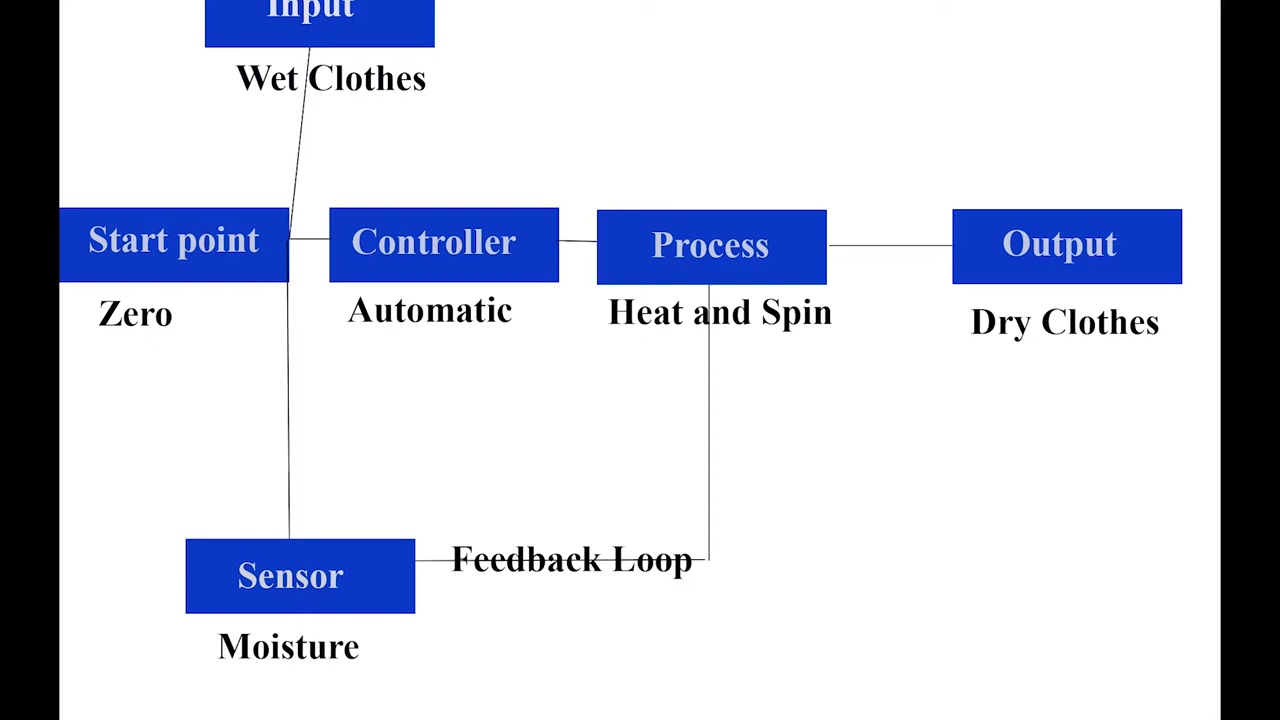 Input
Wet Clothes
Start point
Controller
Process
Output
Zero
Automatic
Heat and Spin
Dry Clothes
Feedback Loop
Sensor
Moisture